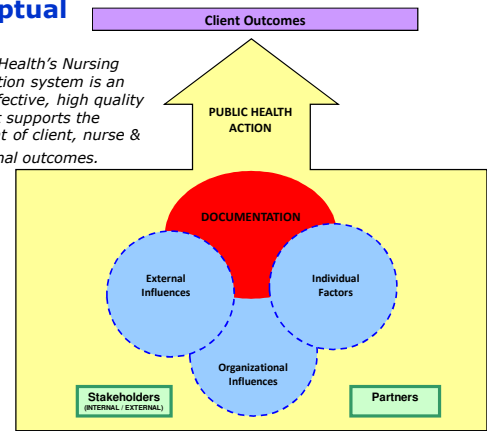 ptual
Client Outcomes
Health's Nursing
tion system is an
fective, high quality
t supports the
t of client, nurse &
nal outcomes.
PUBLIC HEALTH
ACTION
DOCUMENTATION
External
Influences
Individual
Factors
Organizational
Influences
Stakeholders
(INTERNAL / EXTERNAL)
Partners